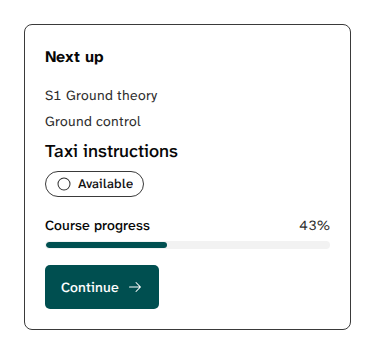 Next up
S1 Ground theory
Ground control
Taxi instructions
Available
Course progress 43%
Continue →